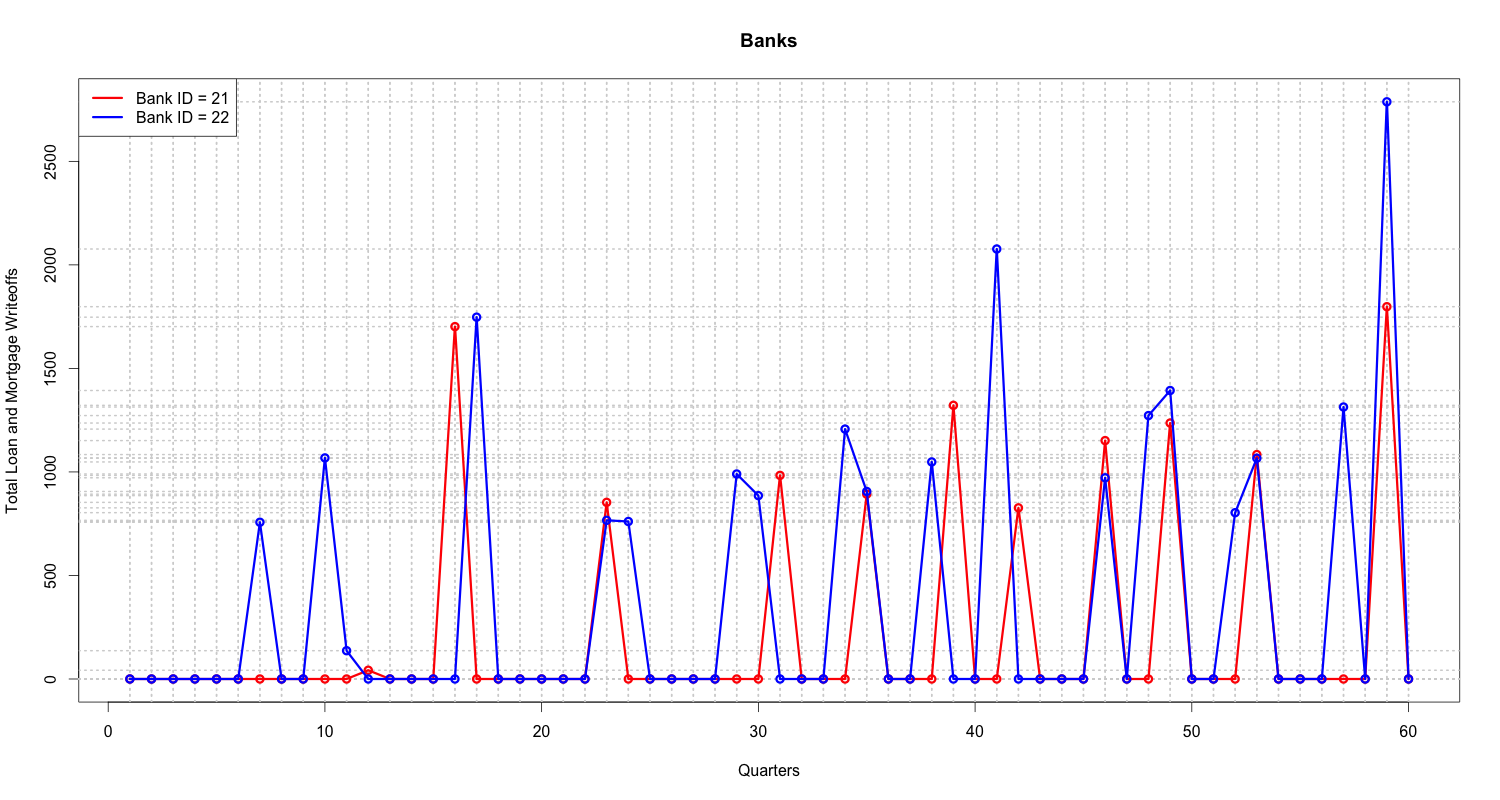 Banks
Bank ID = 21
Bank ID = 22
Total Loan and Mortgage Writeoffs
2500
2000
1500
1000
500
0
0 10 20 30 40 50 60
Quarters